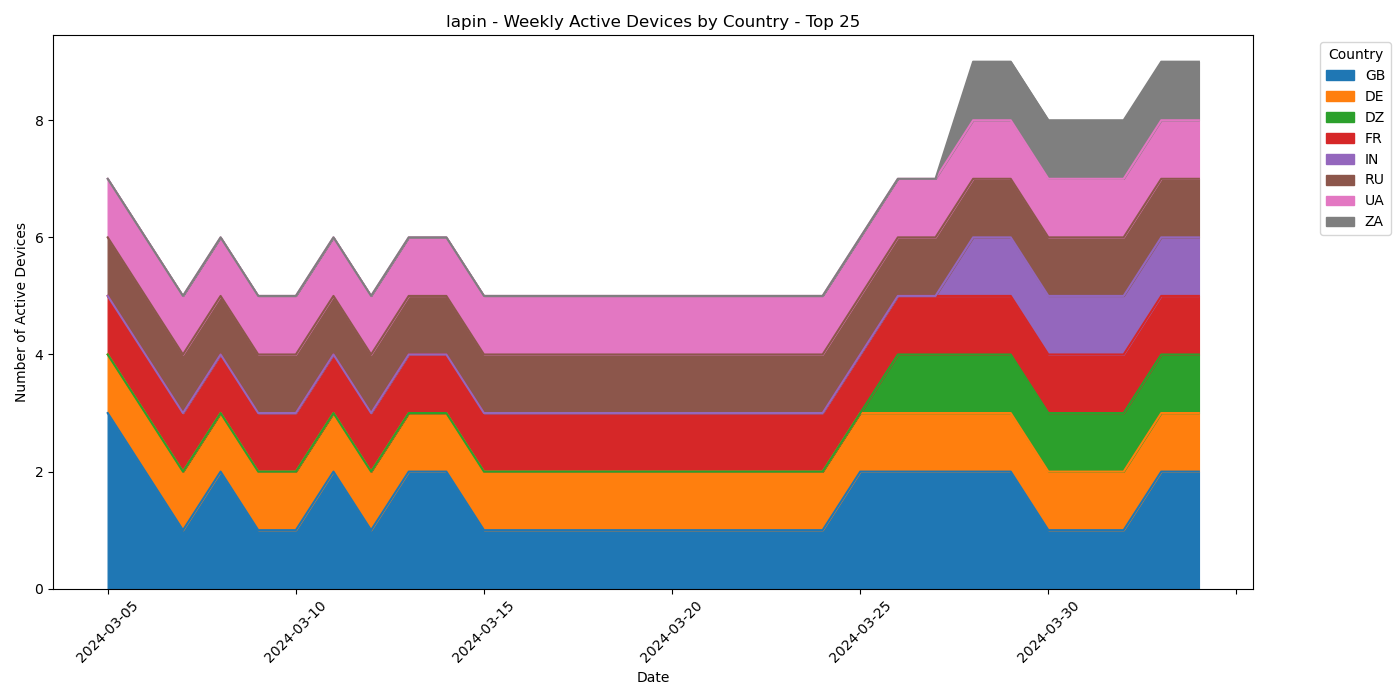 lapin - Weekly Active Devices by Country - Top 25
Number of Active Devices
8
6
4
2
0
2024-03-05
2024-03-10
2024-03-15
2024-03-20
2024-03-25
2024-03-30
Date
Country
GB
DE
DZ
FR
IN
RU
UA
ZA